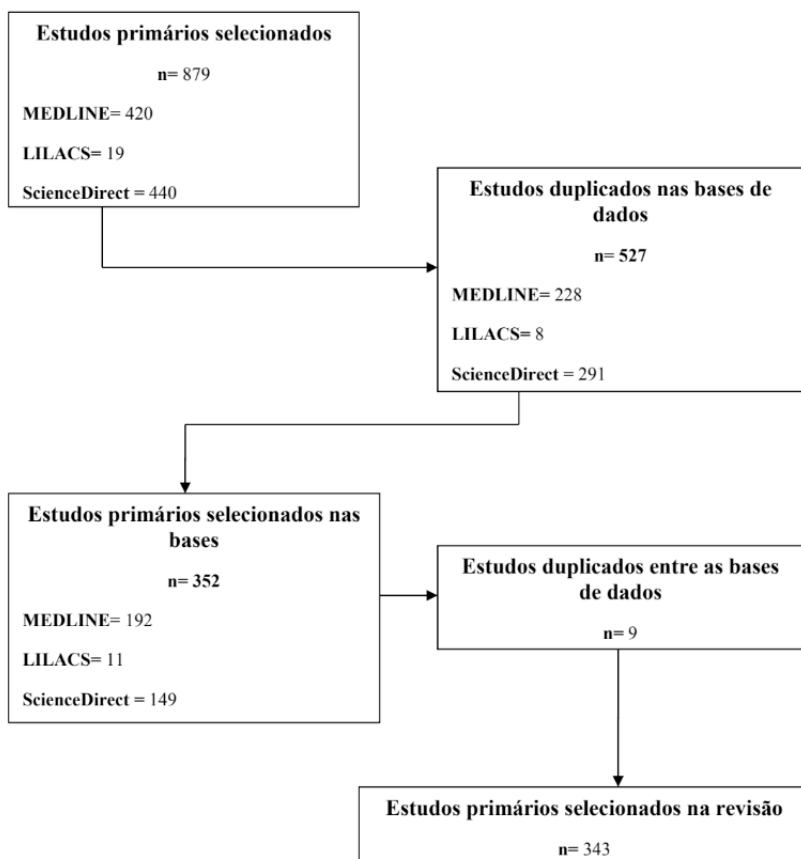 Estudos primários selecionados
n= 879
MEDLINE= 420
LILACS= 19
ScienceDirect = 440
Estudos duplicados nas bases de
dados
n= 527
MEDLINE= 228
LILACS= 8
ScienceDirect = 291
Estudos primários selecionados nas
bases
n= 352
MEDLINE= 192
LILACS= 11
ScienceDirect = 149
Estudos duplicados entre as bases
de dados
n= 9
Estudos primários selecionados na revisão
n= 343